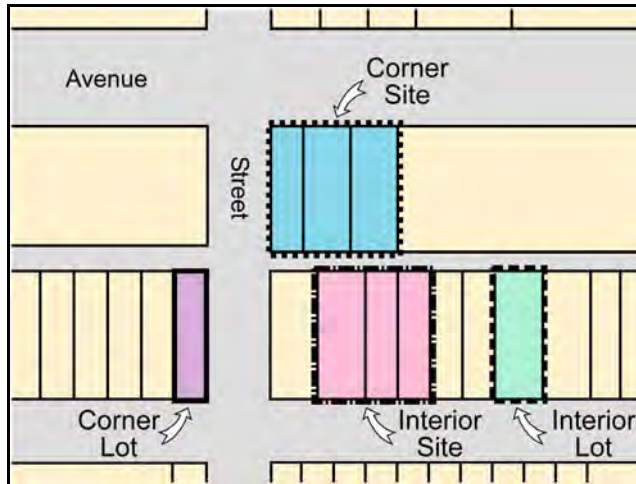 Avenue
Corner
Site
Street
Corner
Lot
Interior
Site
Interior
Lot